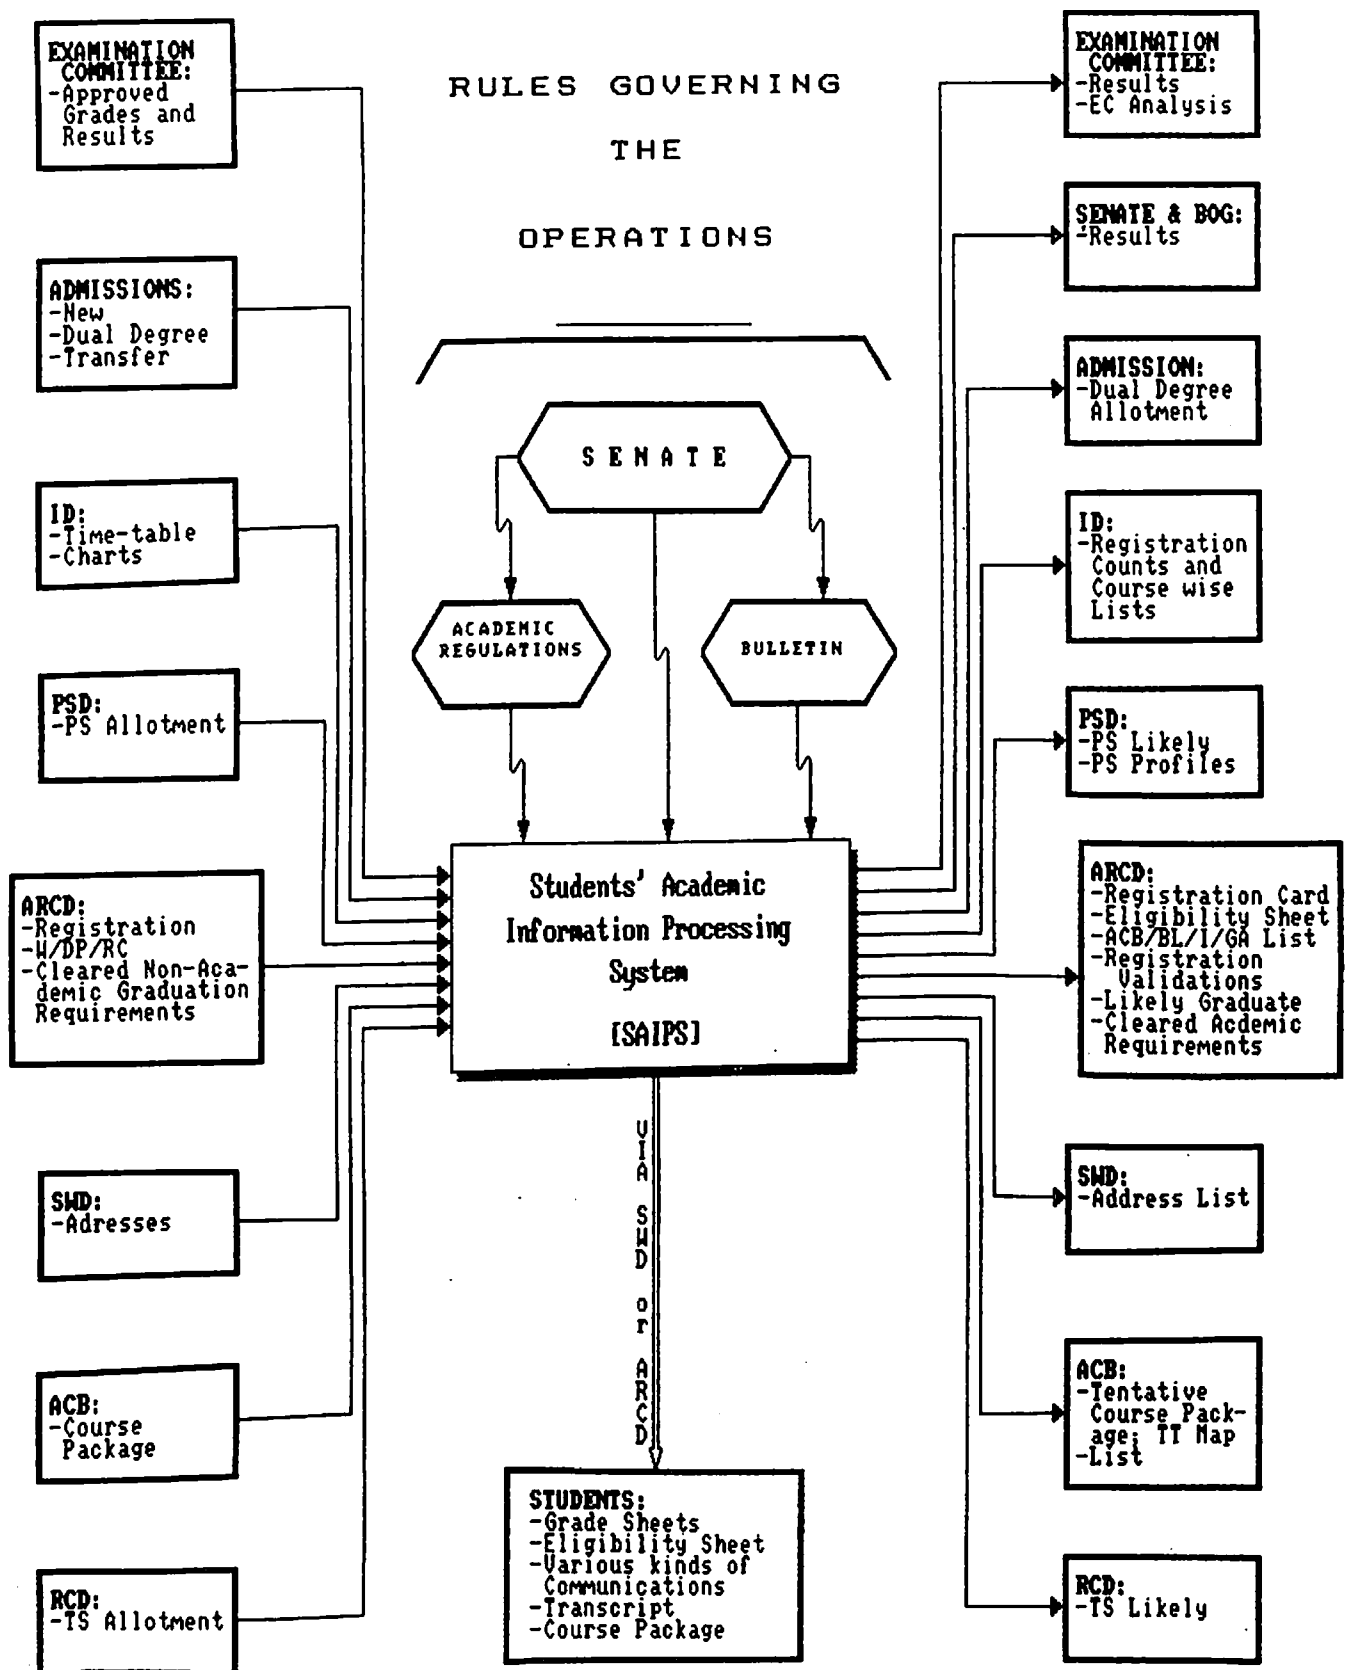 EXAMINATION
COMMITTEE:
-Approved
Grades and
Results
ADMISSIONS:
-New
-Dual Degree
-Transfer
ID:
-Time-table
-Charts
PSD:
-PS Allotment
ARCD:
-Registration
-W/DP/RC
-Cleared Non-Aca-
demic Graduation
Requirements
SWD:
-Adresses
ACB:
-Course
Package
RCD:
-TS Allotment
RULES GOVERNING
THE
OPERATIONS
SENATE
ACADEMIC
REGULATIONS
BULLETIN
Students' Academic
Information Processing
System
[SAIPS]
VIA SWD or ARCD
STUDENTS:
-Grade Sheets
-Eligibility Sheet
-Various kinds of
Communications
-Transcript
-Course Package
EXAMINATION
COMMITTEE:
-Results
-EC Analysis
SENATE & BOG:
-Results
ADMISSION:
-Dual Degree
Allotment
ID:
-Registration
Counts and
Course wise
Lists
PSD:
-PS Likely
-PS Profiles
ARCD:
-Registration Card
-Eligibility Sheet
-ACB/BL/I/GA List
-Registration
Validations
-Likely Graduate
-Cleared Acdemic
Requirements
SWD:
-Address List
ACB:
-Tentative
Course Pack-
age; TT Map
-List
RCD:
-TS Likely